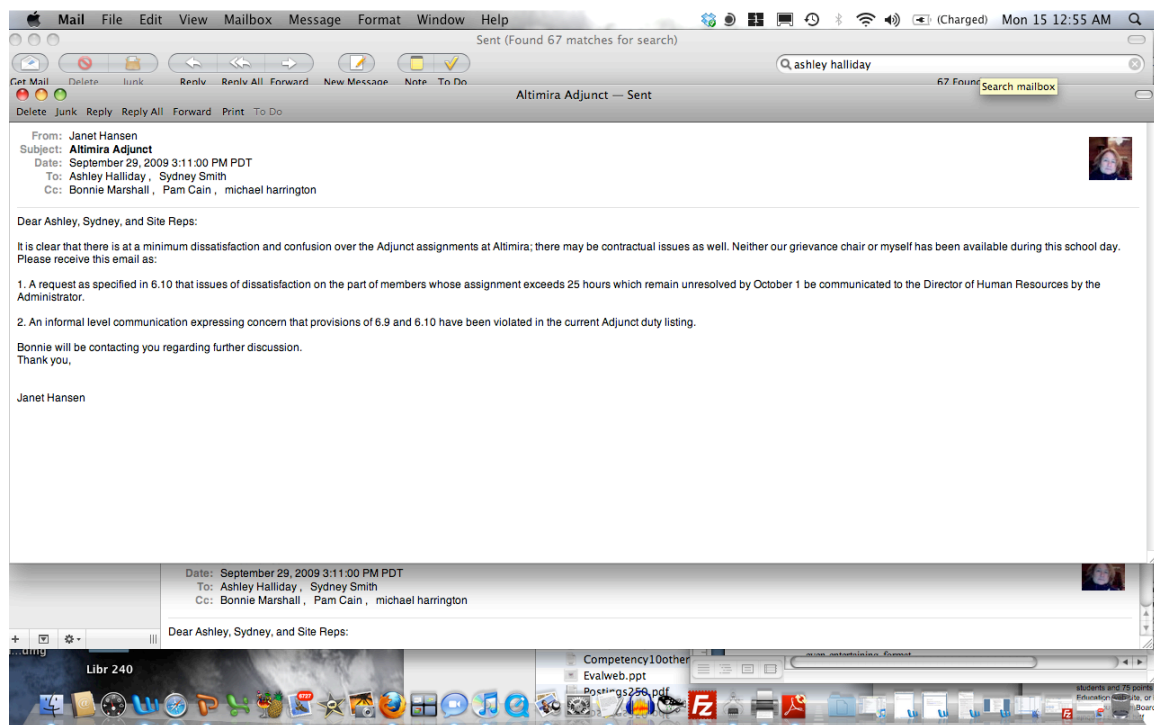 Mail File Edit View Mailbox Message Format Window Help (Charged) Mon 15 12:55 AM
Sent (Found 67 matches for search)
ashley halliday
Get Mail Delete Junk Reply Reply All Forward New Message Note To Do 67 Found
Search mailbox
Altimira Adjunct — Sent
Delete Junk Reply Reply All Forward Print To Do
From: Janet Hansen
Subject: Altimira Adjunct
Date: September 29, 2009 3:11:00 PM PDT
To: Ashley Halliday , Sydney Smith
Cc: Bonnie Marshall , Pam Cain , michael harrington
Dear Ashley, Sydney, and Site Reps:
It is clear that there is at a minimum dissatisfaction and confusion over the Adjunct assignments at Altimira; there may be contractual issues as well. Neither our grievance chair or myself has been available during this school day.
Please receive this email as:
1. A request as specified in 6.10 that issues of dissatisfaction on the part of members whose assignment exceeds 25 hours which remain unresolved by October 1 be communicated to the Director of Human Resources by the
Administrator.
2. An informal level communication expressing concern that provisions of 6.9 and 6.10 have been violated in the current Adjunct duty listing.
Bonnie will be contacting you regarding further discussion.
Thank you,
Janet Hansen
Date: September 29, 2009 3:11:00 PM PDT
To: Ashley Halliday , Sydney Smith
Cc: Bonnie Marshall , Pam Cain , michael harrington
Dear Ashley, Sydney, and Site Reps:
Libr 240
Competency10other
Evalweb.ppt
Postings250.pdf
students and 75 points